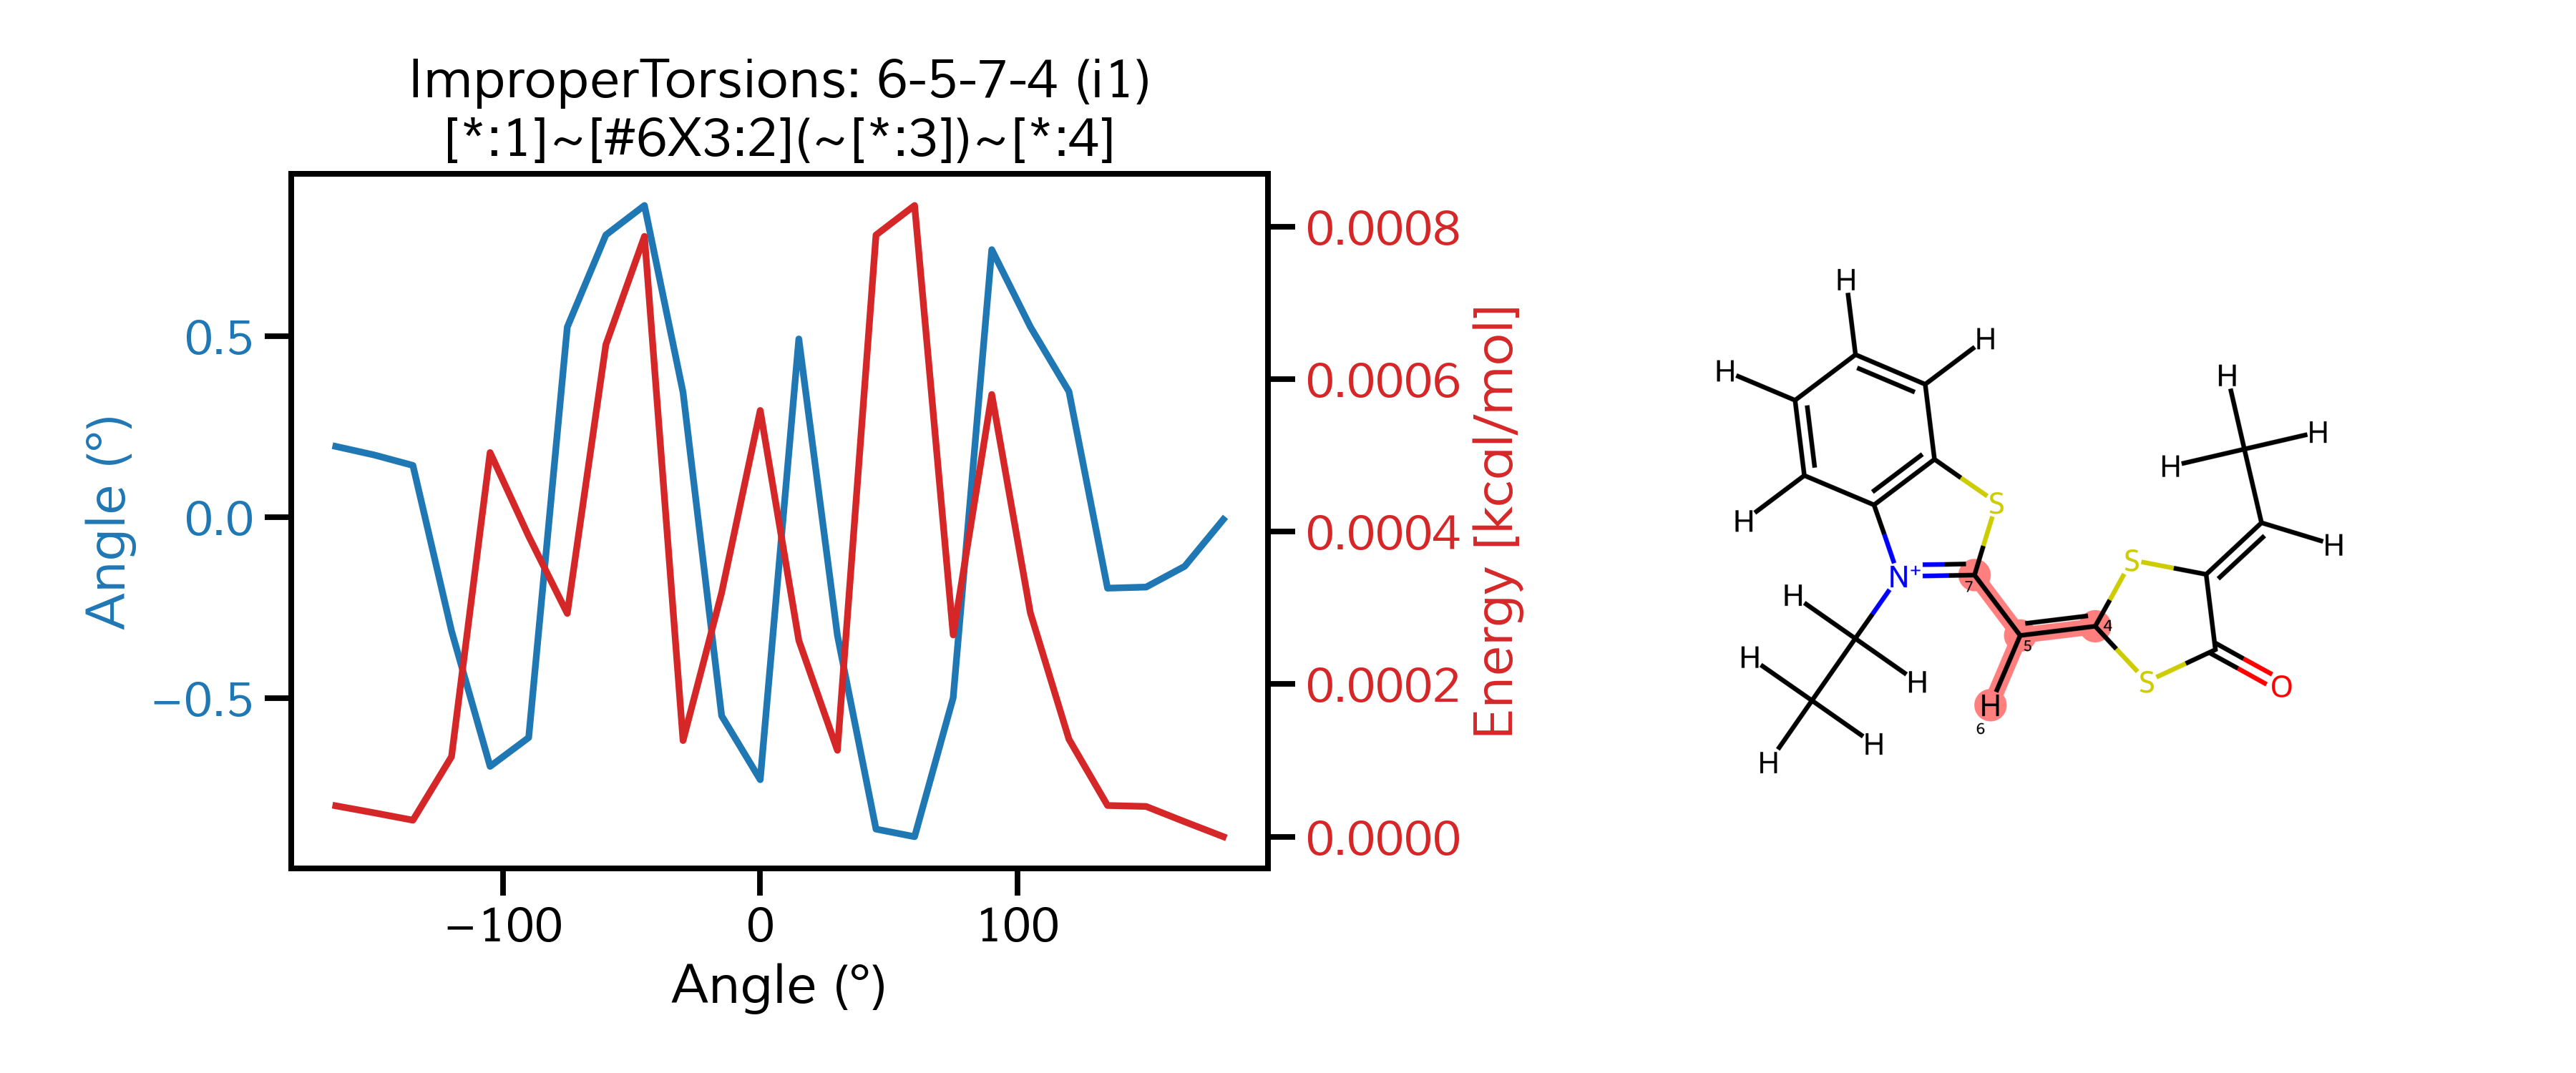 ImproperTorsions: 6-5-7-4 (i1)
[*:1]~[#6X3:2](~[*:3])~[*:4]
Angle (°)
0.5
0.0
−0.5
−100
0
100
Angle (°)
0.0008
0.0006
0.0004
0.0002
0.0000
Energy [kcal/mol]
H
H
H
H
S
N+
7
H
H
H
H
H
5
4
H
6
S
S
O
H
H
H
H